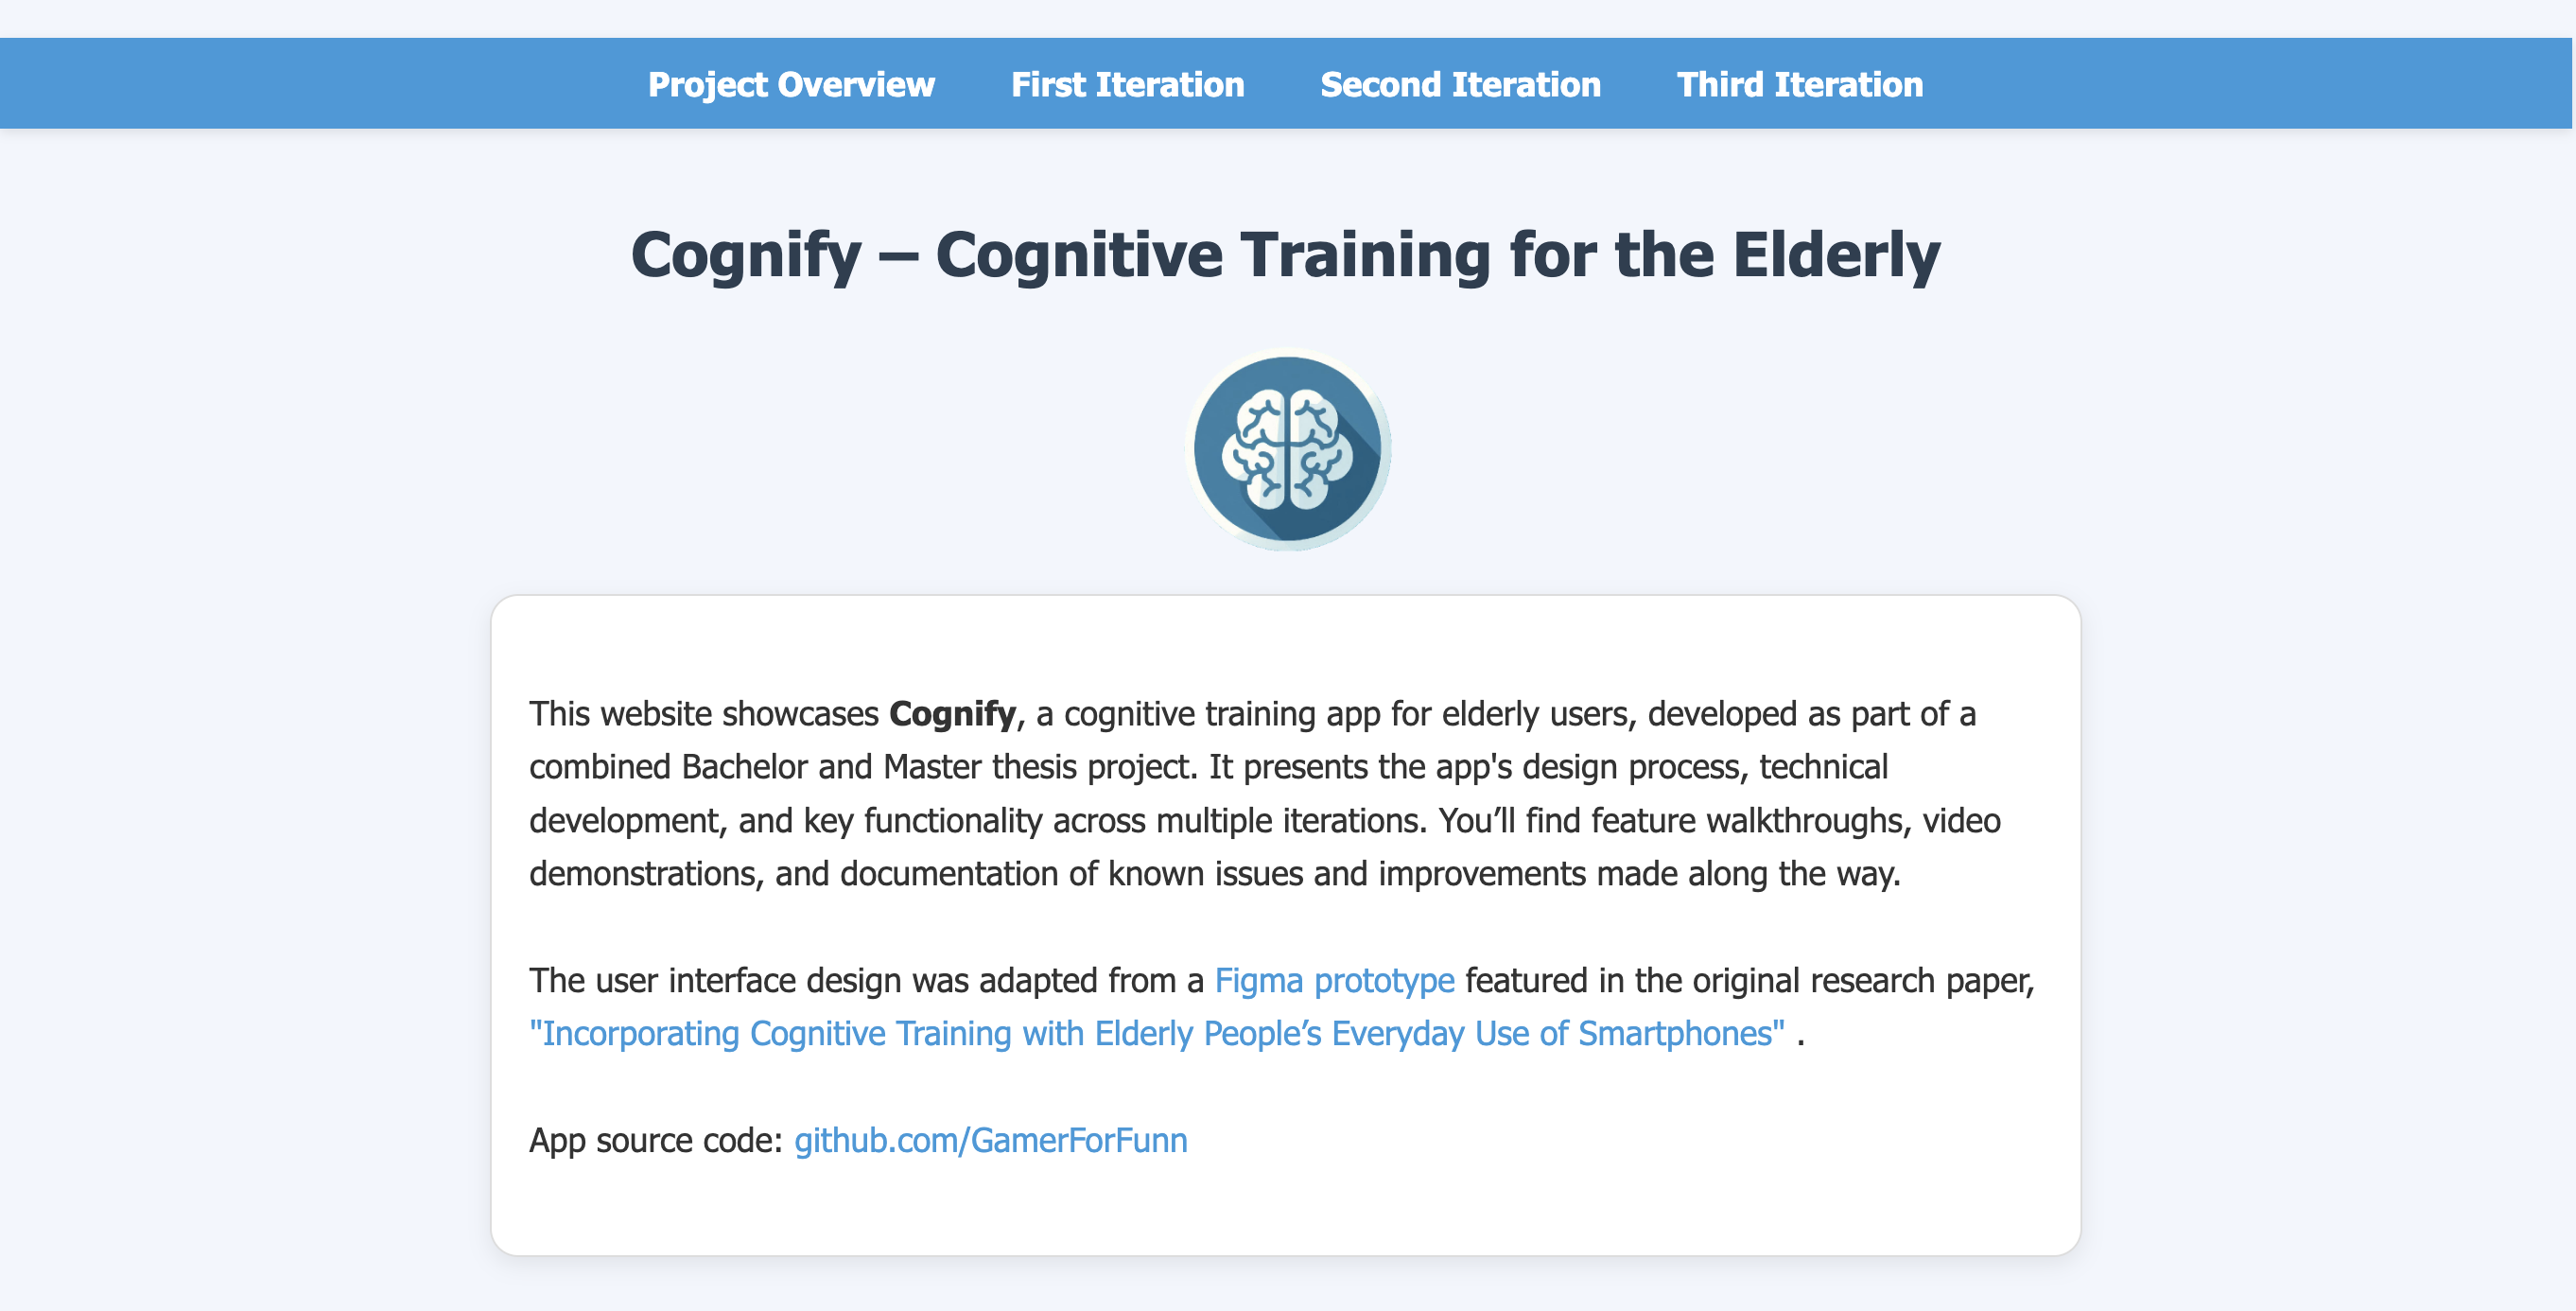 Project Overview First Iteration Second Iteration Third Iteration
Cognify – Cognitive Training for the Elderly
This website showcases Cognify, a cognitive training app for elderly users, developed as part of a
combined Bachelor and Master thesis project. It presents the app's design process, technical
development, and key functionality across multiple iterations. You’ll find feature walkthroughs, video
demonstrations, and documentation of known issues and improvements made along the way.
The user interface design was adapted from a Figma prototype featured in the original research paper,
"Incorporating Cognitive Training with Elderly People’s Everyday Use of Smartphones" .
App source code: github.com/GamerForFunn